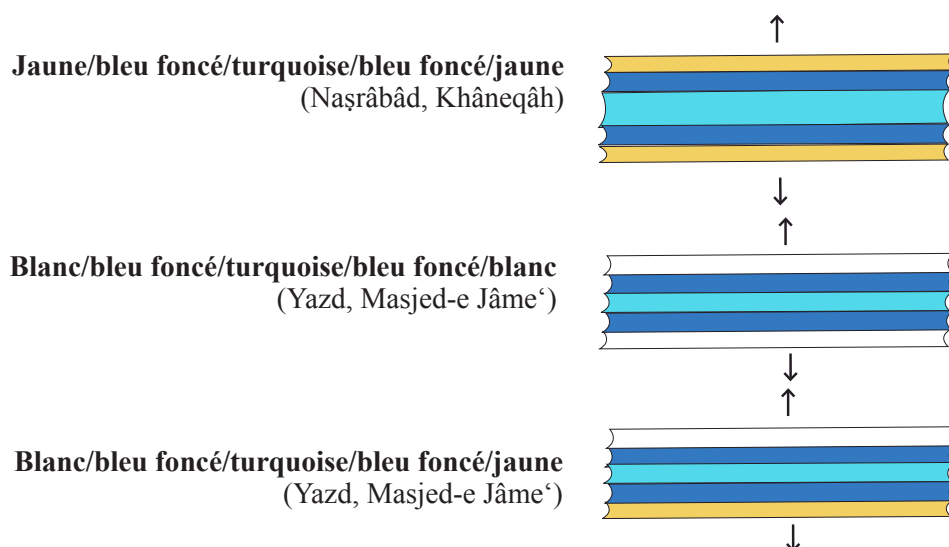 Jaune/bleu foncé/turquoise/bleu foncé/jaune
(Naṣrâbâd, Khâneqâh)
Blanc/bleu foncé/turquoise/bleu foncé/blanc
(Yazd, Masjed-e Jâme‘)
Blanc/bleu foncé/turquoise/bleu foncé/jaune
(Yazd, Masjed-e Jâme‘)